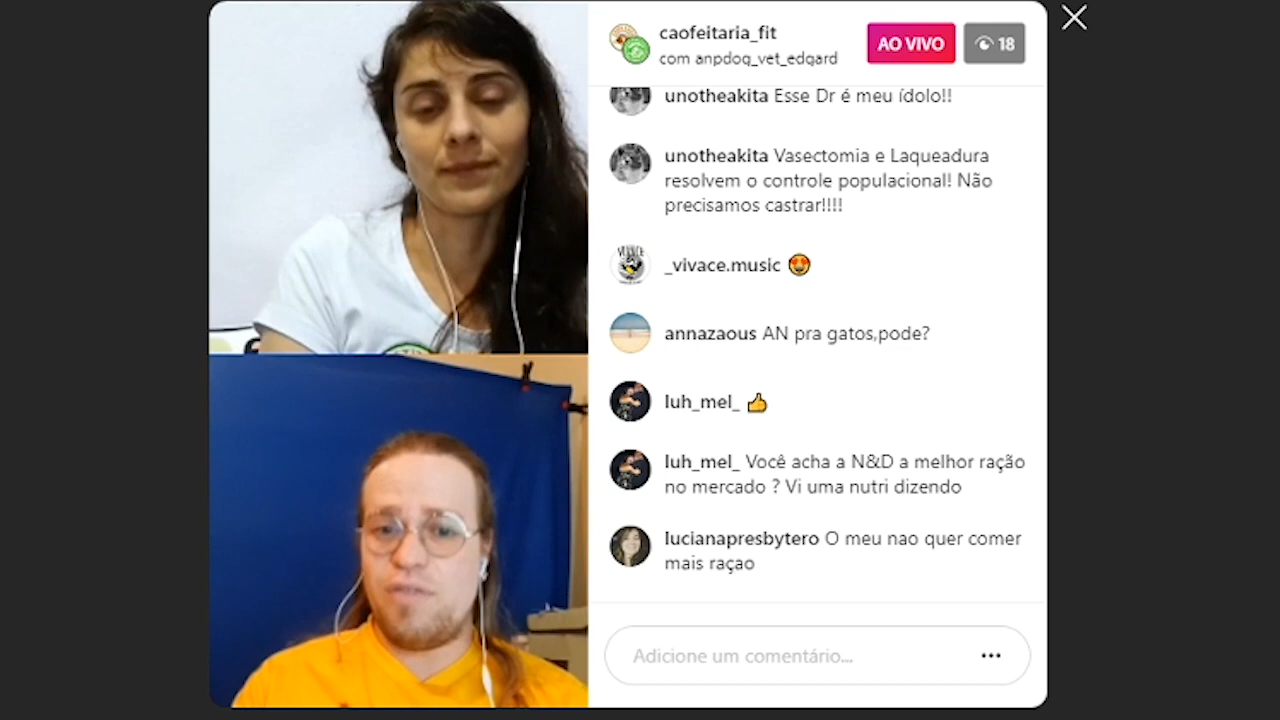 caofeitaria_fit
com anpdog_vet_edgard
AO VIVO
18
unotheakita Esse Dr é meu ídolo!!
unotheakita Vasectomia e Laqueadura
resolvem o controle populacional! Não
precisamos castrar!!!!
_vivace.music 😍
annazaous AN pra gatos,pode?
luh_mel_ 👍
luh_mel_ Você acha a N&D a melhor ração
no mercado ? Vi uma nutri dizendo
lucianapresbytero O meu nao quer comer
mais raçao
Adicione um comentário...